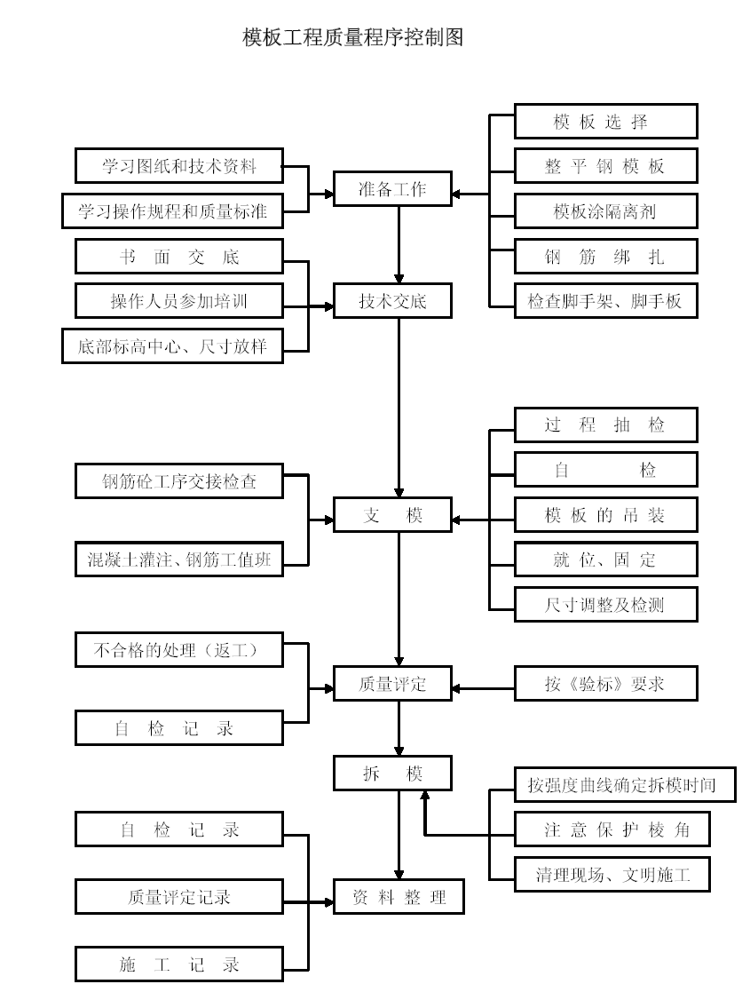 模板工程质量程序控制图
模板选择
学习图纸和技术资料
整平钢模板
准备工作
学习操作规程和质量标准
模板涂隔离剂
书面交底
钢筋绑扎
操作人员参加培训
技术交底
检查脚手架、脚手板
底部标高中心、尺寸放样
过程抽检
自检
钢筋砼工序交接检查
支模
模板的吊装
混凝土灌注、钢筋工值班
就位、固定
尺寸调整及检测
不合格的处理（返工）
质量评定
按《验标》要求
自检记录
拆模
按强度曲线确定拆模时间
自检记录
注意保护棱角
清理现场、文明施工
质量评定记录
资料整理
施工记录